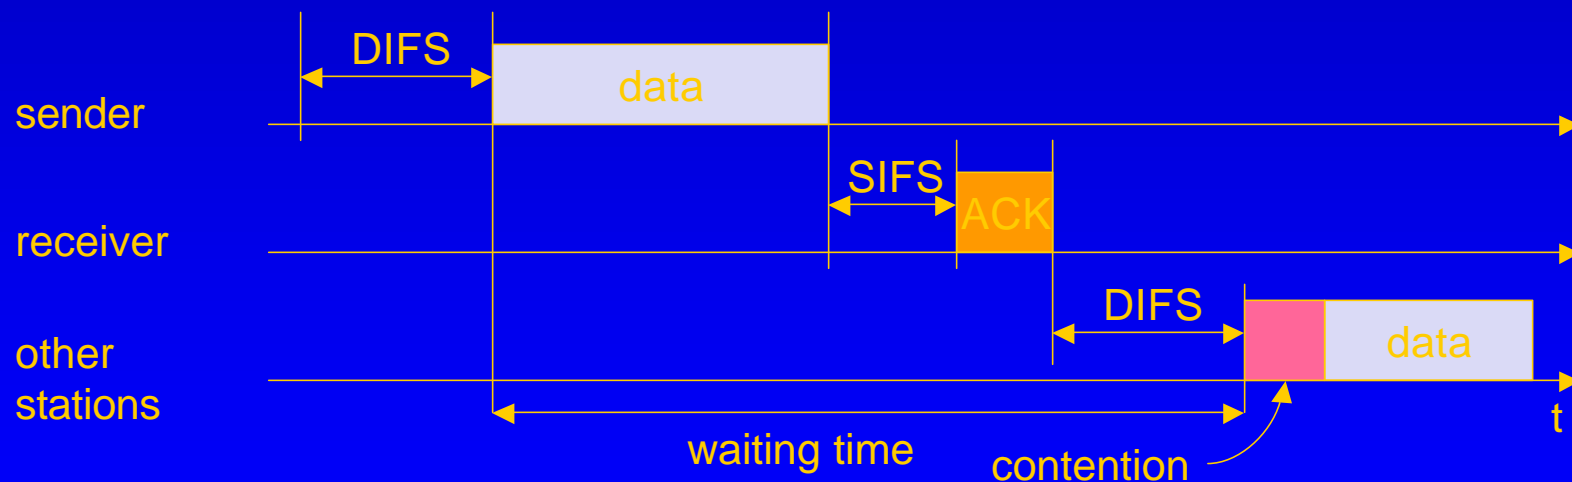 DIFS
data
sender
SIFS
ACK
receiver
DIFS
other
stations
data
t
waiting time
contention